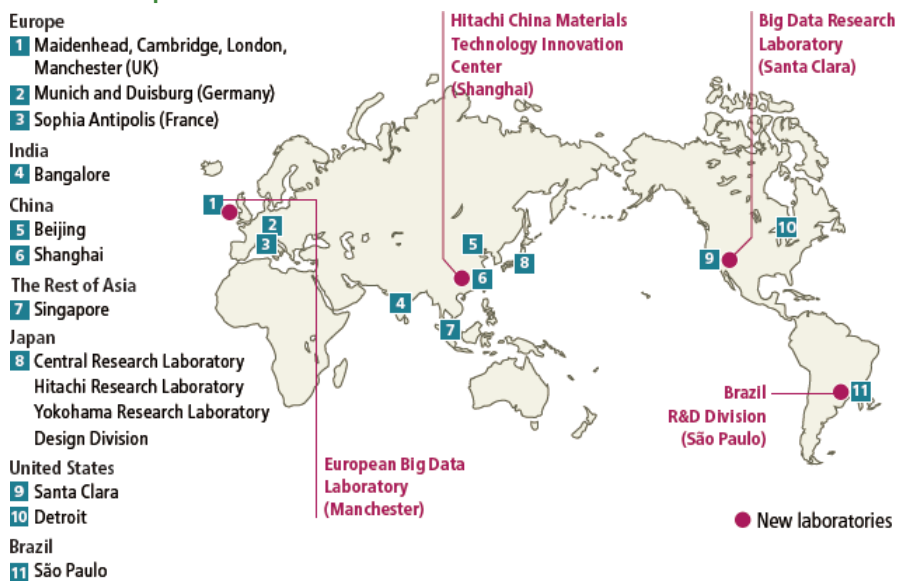 Europe
1 Maidenhead, Cambridge, London,
Manchester (UK)
2 Munich and Duisburg (Germany)
3 Sophia Antipolis (France)
India
4 Bangalore
China
5 Beijing
6 Shanghai
The Rest of Asia
7 Singapore
Japan
8 Central Research Laboratory
Hitachi Research Laboratory
Yokohama Research Laboratory
Design Division
United States
9 Santa Clara
10 Detroit
Brazil
11 São Paulo
Hitachi China Materials
Technology Innovation
Center
(Shanghai)
Big Data Research
Laboratory
(Santa Clara)
1
2
3
4
5
6
7
8
9
10
11
Brazil
R&D Division
(São Paulo)
European Big Data
Laboratory
(Manchester)
New laboratories